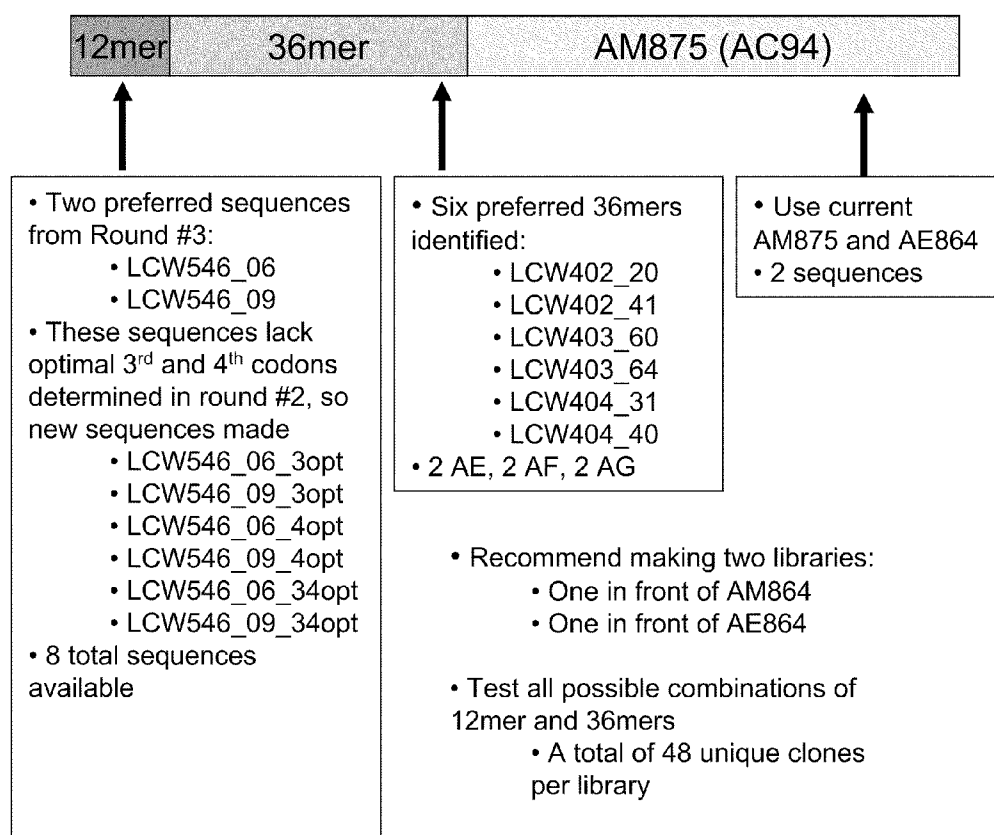 12mer 36mer AM875 (AC94)
• Two preferred sequences
from Round #3:
• LCW546_06
• LCW546_09
• These sequences lack
optimal 3rd and 4th codons
determined in round #2, so
new sequences made
• LCW546_06_3opt
• LCW546_09_3opt
• LCW546_06_4opt
• LCW546_09_4opt
• LCW546_06_34opt
• LCW546_09_34opt
• 8 total sequences
available
• Six preferred 36mers
identified:
• LCW402_20
• LCW402_41
• LCW403_60
• LCW403_64
• LCW404_31
• LCW404_40
• 2 AE, 2 AF, 2 AG
• Use current
AM875 and AE864
• 2 sequences
• Recommend making two libraries:
• One in front of AM864
• One in front of AE864
• Test all possible combinations of
12mer and 36mers
• A total of 48 unique clones
per library